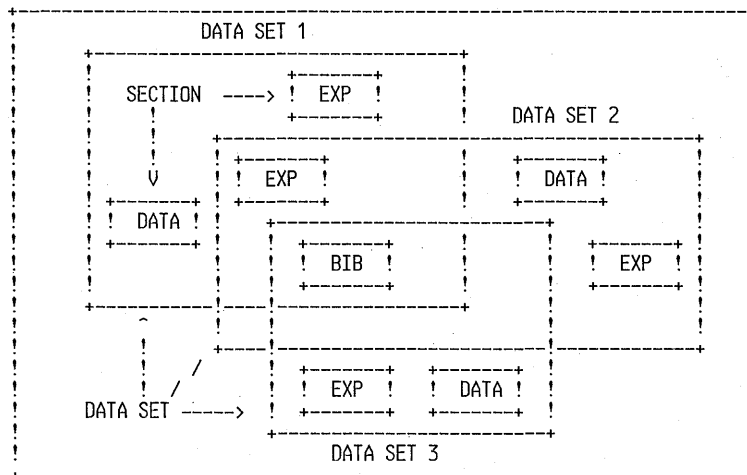 DATA SET 1
SECTION ----> ! EXP !
DATA SET 2
! EXP ! ! DATA !
V
! DATA !
! BIB ! ! EXP !
! EXP ! ! DATA !
DATA SET ----->
DATA SET 3